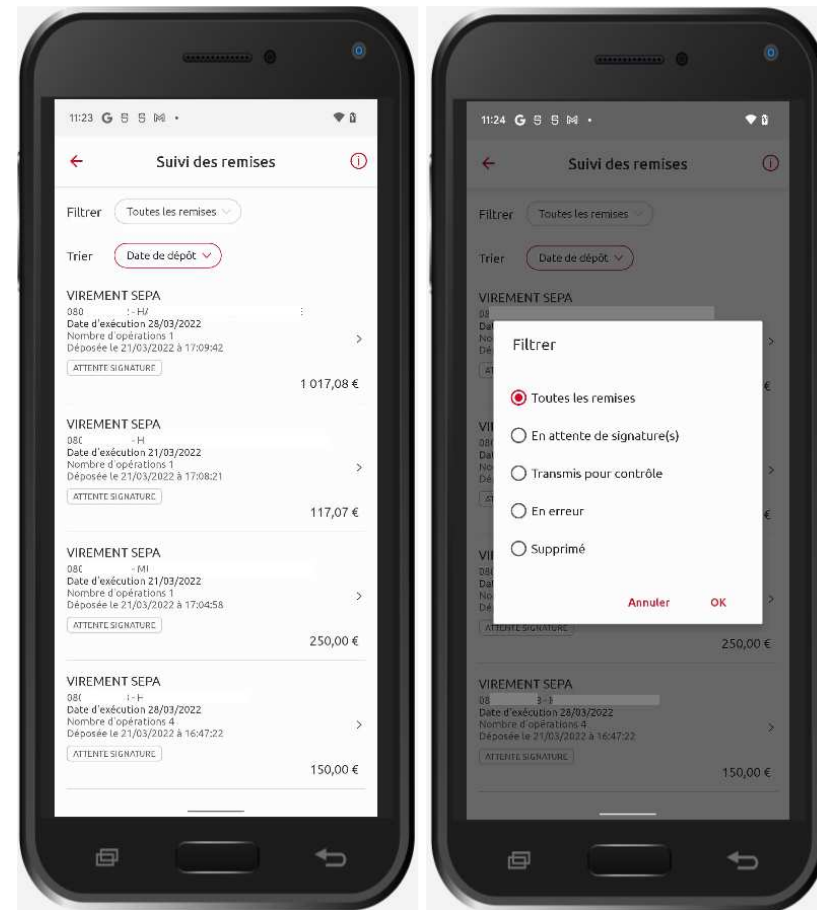 11:23
Suivi des remises
Filtrer Toutes les remises
Trier Date de dépôt
VIREMENT SEPA
080
Date d'exécution 28/03/2022
Nombre d'opérations 1
Déposée le 21/03/2022 à 17:09:42
ATTENTE SIGNATURE
1 017,08 €
VIREMENT SEPA
- H
Date d'exécution 21/03/2022
Nombre d'opérations 1
Déposée le 21/03/2022 à 17:08:21
ATTENTE SIGNATURE
117,07 €
VIREMENT SEPA
Date d'exécution 21/03/2022
Nombre d'opérations 1
Déposée le 21/03/2022 à 17:04:58
ATTENTE SIGNATURE
250,00 €
VIREMENT SEPA
Date d'exécution 28/03/2022
Nombre d'opérations 4
Déposée le 21/03/2022 à 16:47:22
ATTENTE SIGNATURE
150,00 €
11:24
Suivi des remises
Filtrer Toutes les remises
Trier Date de dépôt
VIREMENT SEPA
Filtrer
Toutes les remises
En attente de signature(s)
Transmis pour contrôle
En erreur
Supprimé
Annuler OK
ATTENTE SIGNATURE
250,00 €
VIREMENT SEPA
Date d'exécution 28/03/2022
Nombre d'opérations 4
Déposée le 21/03/2022 à 16:47:22
ATTENTE SIGNATURE
150,00 €